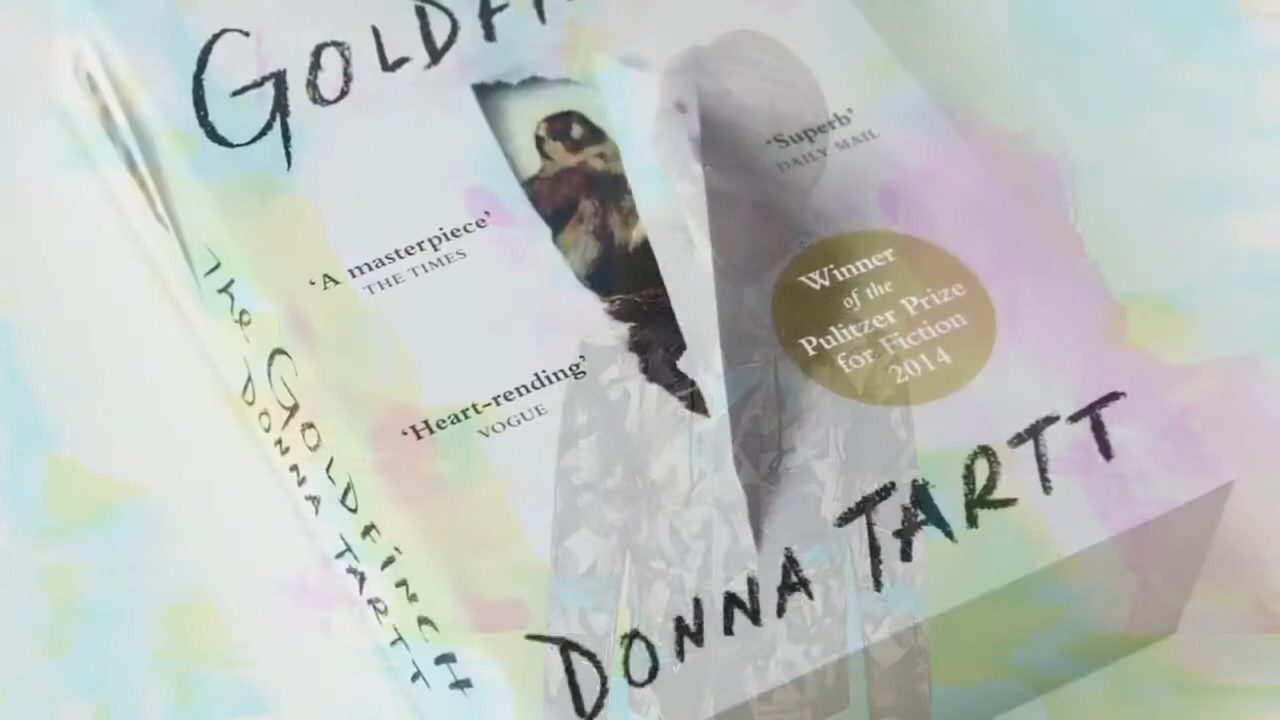 GOLDFI
'Superb'
DAILY MAIL
'A masterpiece'
THE TIMES
Winner
of the
Pulitzer Prize
for Fiction
2014
'Heart-rending'
VOGUE
DONNA TARTT
The GOLDFiNCH
DONNA TARTT